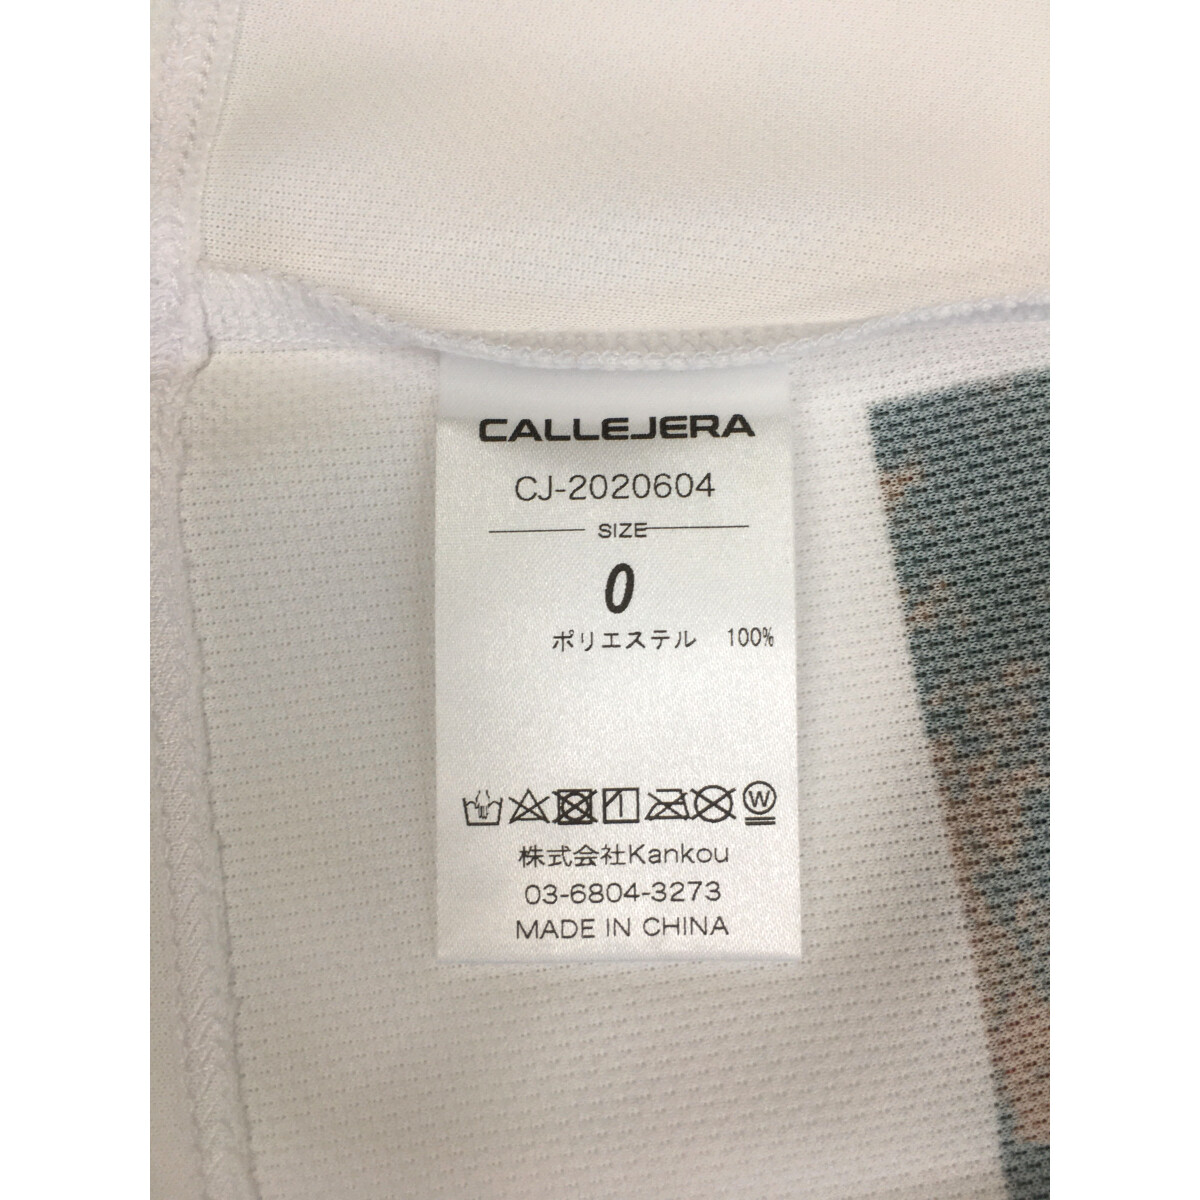 CALLEJERA
CJ-2020604
SIZE
0
ポリエステル 100%
W
株式会社Kankou
03-6804-3273
MADE IN CHINA